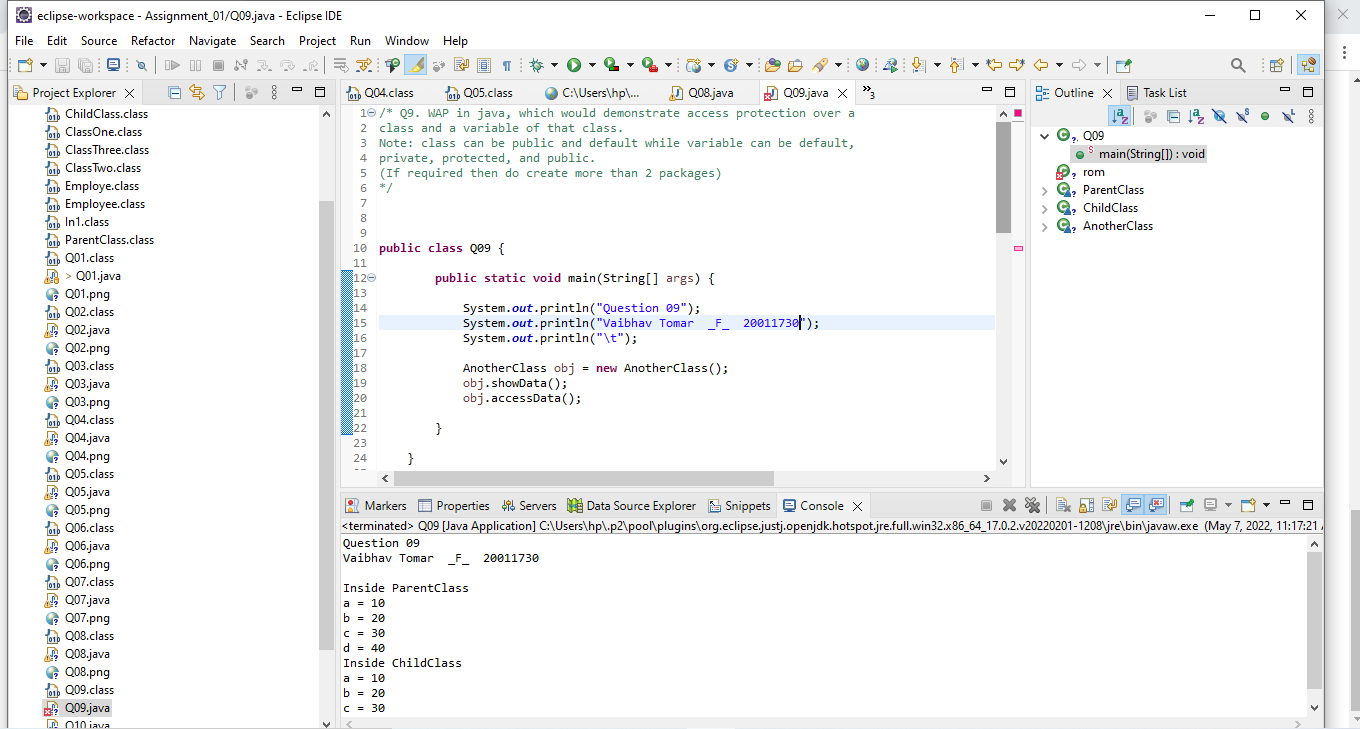 eclipse-workspace - Assignment_01/Q09.java - Eclipse IDE
File Edit Source Refactor Navigate Search Project Run Window Help
Project Explorer
ChildClass.class
ClassOne.class
ClassThree.class
ClassTwo.class
Employe.class
Employee.class
In1.class
ParentClass.class
Q01.class
> Q01.java
Q01.png
Q02.class
Q02.java
Q02.png
Q03.class
Q03.java
Q03.png
Q04.class
Q04.java
Q04.png
Q05.class
Q05.java
Q05.png
Q06.class
Q06.java
Q06.png
Q07.class
Q07.java
Q07.png
Q08.class
Q08.java
Q08.png
Q09.class
Q09.java
Q10.java
Q04.class Q05.class C:\Users\hp\... Q08.java Q09.java »3
1 /* Q9. WAP in java, which would demonstrate access protection over a
2 class and a variable of that class.
3 Note: class can be public and default while variable can be default,
4 private, protected, and public.
5 (If required then do create more than 2 packages)
6 */
7
8
9
10 public class Q09 {
11
12 public static void main(String[] args) {
13
14 System.out.println("Question 09");
15 System.out.println("Vaibhav Tomar  _F_  20011730");
16 System.out.println("\t");
17
18 AnotherClass obj = new AnotherClass();
19 obj.showData();
20 obj.accessData();
21
22 }
23
24 }
Outline Task List
Q09
main(String[]) : void
rom
ParentClass
ChildClass
AnotherClass
Markers Properties Servers Data Source Explorer Snippets Console
<terminated> Q09 [Java Application] C:\Users\hp\.p2\pool\plugins\org.eclipse.justj.openjdk.hotspot.jre.full.win32.x86_64_17.0.2.v20220201-1208\jre\bin\javaw.exe (May 7, 2022, 11:17:21
Question 09
Vaibhav Tomar  _F_  20011730
Inside ParentClass
a = 10
b = 20
c = 30
d = 40
Inside ChildClass
a = 10
b = 20
c = 30